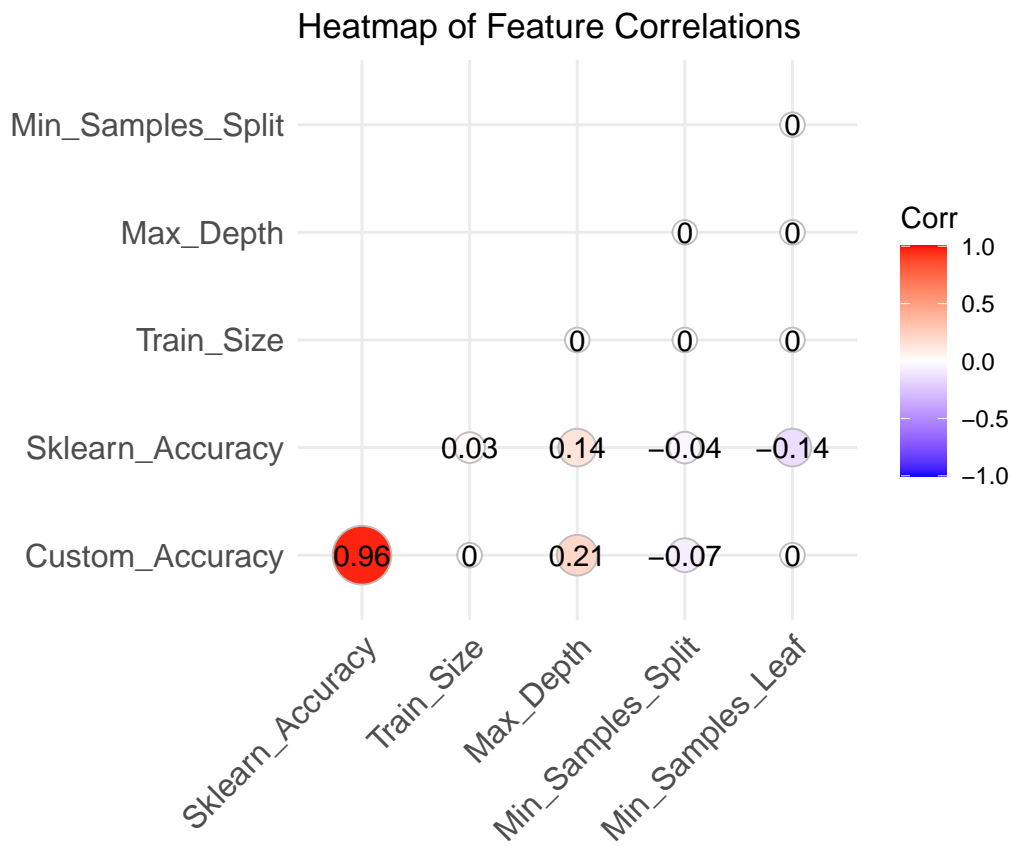 Heatmap of Feature Correlations
Min_Samples_Split
0
Max_Depth
0
0
Train_Size
0
0
0
Sklearn_Accuracy
0.03
0.14
−0.04
−0.14
Custom_Accuracy
0.96
0
0.21
−0.07
0
Sklearn_Accuracy
Train_Size
Max_Depth
Min_Samples_Split
Min_Samples_Leaf
Corr
1.0
0.5
0.0
−0.5
−1.0